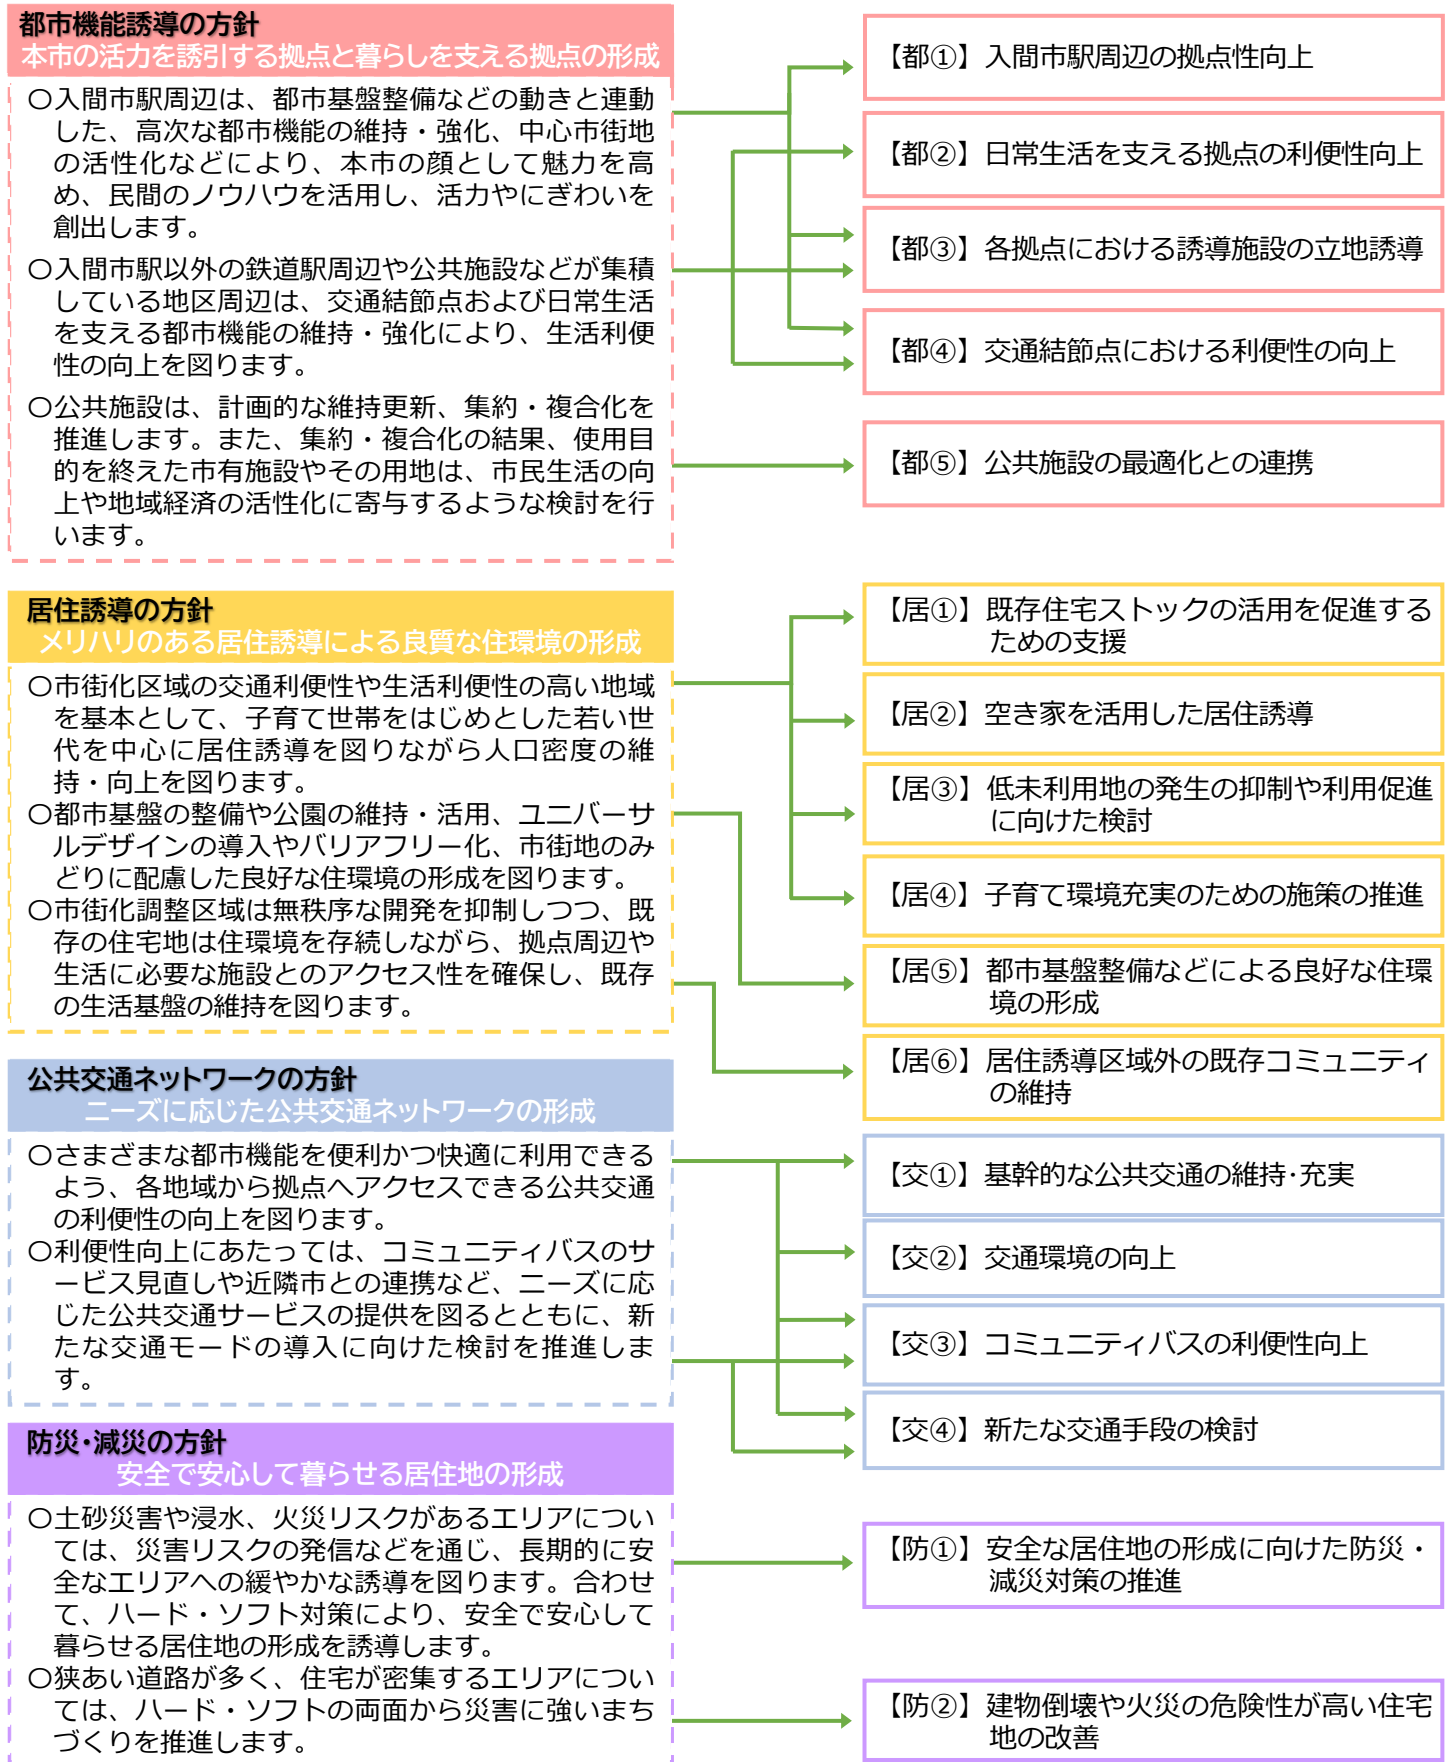 都市機能誘導の方針
本市の活力を誘引する拠点と暮らしを支える拠点の形成
〇入間市駅周辺は、都市基盤整備などの動きと連動
した、高次な都市機能の維持・強化、中心市街地
の活性化などにより、本市の顔として魅力を高
め、民間のノウハウを活用し、活力やにぎわいを
創出します。
〇入間市駅以外の鉄道駅周辺や公共施設などが集積
している地区周辺は、交通結節点および日常生活
を支える都市機能の維持・強化により、生活利便
性の向上を図ります。
〇公共施設は、計画的な維持更新、集約・複合化を
推進します。また、集約・複合化の結果、使用目
的を終えた市有施設やその用地は、市民生活の向
上や地域経済の活性化に寄与するような検討を行
います。
【都①】入間市駅周辺の拠点性向上
【都②】日常生活を支える拠点の利便性向上
【都③】各拠点における誘導施設の立地誘導
【都④】交通結節点における利便性の向上
【都⑤】公共施設の最適化との連携
居住誘導の方針
メリハリのある居住誘導による良質な住環境の形成
〇市街化区域の交通利便性や生活利便性の高い地域
を基本として、子育て世帯をはじめとした若い世
代を中心に居住誘導を図りながら人口密度の維
持・向上を図ります。
〇都市基盤の整備や公園の維持・活用、ユニバーサ
ルデザインの導入やバリアフリー化、市街地のみ
どりに配慮した良好な住環境の形成を図ります。
〇市街化調整区域は無秩序な開発を抑制しつつ、既
存の住宅地は住環境を存続しながら、拠点周辺や
生活に必要な施設とのアクセス性を確保し、既存
の生活基盤の維持を図ります。
【居①】既存住宅ストックの活用を促進する
ための支援
【居②】空き家を活用した居住誘導
【居③】低未利用地の発生の抑制や利用促進
に向けた検討
【居④】子育て環境充実のための施策の推進
【居⑤】都市基盤整備などによる良好な住環
境の形成
【居⑥】居住誘導区域外の既存コミュニティ
の維持
公共交通ネットワークの方針
ニーズに応じた公共交通ネットワークの形成
〇さまざまな都市機能を便利かつ快適に利用できる
よう、各地域から拠点へアクセスできる公共交通
の利便性の向上を図ります。
〇利便性向上にあたっては、コミュニティバスのサ
ービス見直しや近隣市との連携など、ニーズに応
じた公共交通サービスの提供を図るとともに、新
たな交通モードの導入に向けた検討を推進しま
す。
【交①】基幹的な公共交通の維持・充実
【交②】交通環境の向上
【交③】コミュニティバスの利便性向上
【交④】新たな交通手段の検討
防災・減災の方針
安全で安心して暮らせる居住地の形成
〇土砂災害や浸水、火災リスクがあるエリアについ
ては、災害リスクの発信などを通じ、長期的に安
全なエリアへの緩やかな誘導を図ります。合わせ
て、ハード・ソフト対策により、安全で安心して
暮らせる居住地の形成を誘導します。
〇狭あい道路が多く、住宅が密集するエリアについ
ては、ハード・ソフトの両面から災害に強いまち
づくりを推進します。
【防①】安全な居住地の形成に向けた防災・
減災対策の推進
【防②】建物倒壊や火災の危険性が高い住宅
地の改善